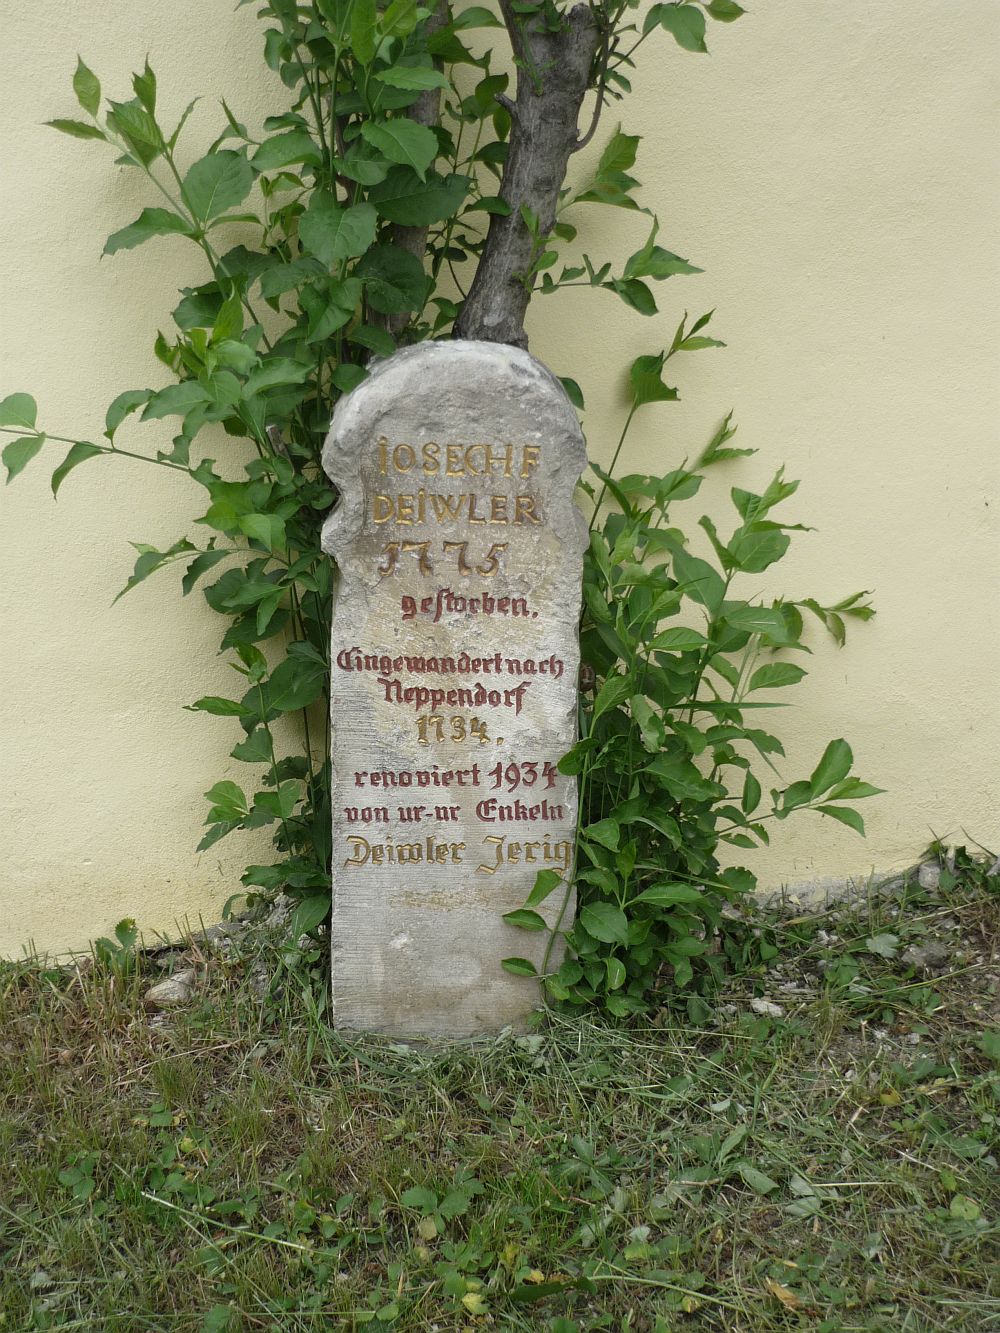 IOSECHF
DEIWLER
1775
gestorben.
Eingewandert nach
Neppendorf
1734.
renoviert 1934
von ur-ur Enkeln
Deiwler Jerig